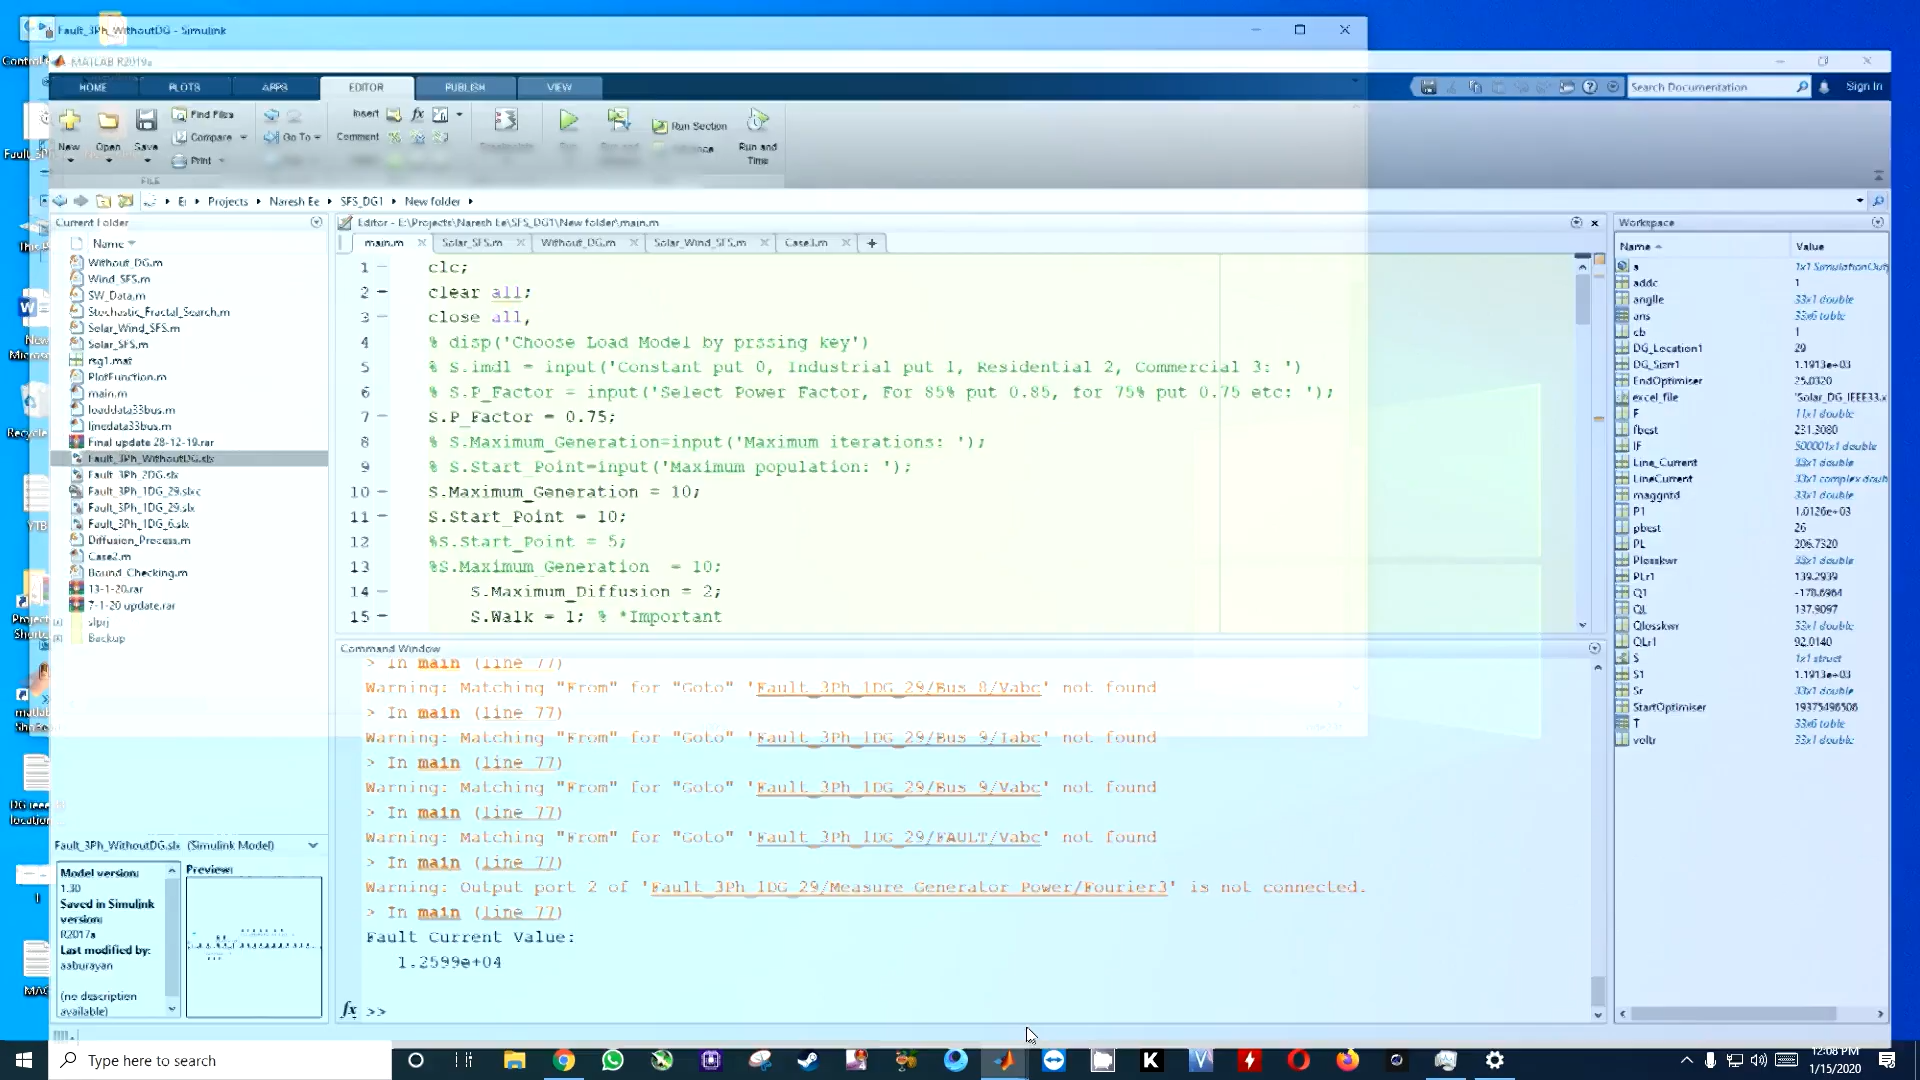 Fault_3Ph_WithoutDG - Simulink
MATLAB R2019a
HOME PLOTS APPS EDITOR PUBLISH VIEW
Search Documentation Sign In
New Open Save Find Files Compare Print Go To Insert Comment Run Section Run and Time
FILE
E: Projects Naresh Ee SFS_DG1 New folder
Current Folder
Name
Without_DG.m
Wind_SFS.m
SW_Data.m
Stochastic_Fractal_Search.m
Solar_Wind_SFS.m
Solar_SFS.m
rsg1.mat
PlotFunction.m
main.m
loaddata33bus.m
linedata33bus.m
Final update 28-12-19.rar
Fault_3Ph_WithoutDG.slx
Fault_3Ph_2DG.slx
Fault_3Ph_1DG_29.slxc
Fault_3Ph_1DG_29.slx
Fault_3Ph_1DG_6.slx
Diffusion_Process.m
Case2.m
Bound_Checking.m
13-1-20.rar
7-1-20 update.rar
slprj
Backup
Fault_3Ph_WithoutDG.slx (Simulink Model)
Model version:
1.30
Saved in Simulink
version:
R2017a
Last modified by:
aaburayan
(no description
available)
Preview:
Editor - E:\Projects\Naresh Ee\SFS_DG1\New folder\main.m
main.m Solar_SFS.m Without_DG.m Solar_Wind_SFS.m Case1.m
1 clc;
2 clear all;
3 close all,
4 % disp('Choose Load Model by prssing key')
5 % S.imdl = input('Constant put 0, Industrial put 1, Residential 2, Commercial 3: ')
6 % S.P_Factor = input('Select Power Factor, For 85% put 0.85, for 75% put 0.75 etc: ');
7 S.P_Factor = 0.75;
8 % S.Maximum_Generation=input('Maximum iterations: ');
9 % S.Start_Point=input('Maximum population: ');
10 S.Maximum_Generation = 10;
11 S.Start_Point = 10;
12 %S.Start_Point = 5;
13 %S.Maximum_Generation = 10;
14 S.Maximum_Diffusion = 2;
15 S.Walk = 1; % *Important
Command Window
> In main (line 77)
Warning: Matching "From" for "Goto" 'Fault_3Ph_1DG_29/Bus 8/Vabc' not found
> In main (line 77)
Warning: Matching "From" for "Goto" 'Fault_3Ph_1DG_29/Bus 9/Iabc' not found
> In main (line 77)
Warning: Matching "From" for "Goto" 'Fault_3Ph_1DG_29/Bus 9/Vabc' not found
> In main (line 77)
Warning: Matching "From" for "Goto" 'Fault_3Ph_1DG_29/FAULT/Vabc' not found
> In main (line 77)
Warning: Output port 2 of 'Fault_3Ph_1DG_29/Measure Generator Power/Fourier3' is not connected.
> In main (line 77)
Fault Current Value:
1.2599e+04
fx >>
Workspace
Name Value
a 1x1 SimulationOutp
addc 1
anglle 33x1 double
ans 33x6 table
cb 1
DG_Location1 29
DG_Sizrr1 1.1913e+03
EndOptimiser 25.0320
excel_file 'Solar_DG_IEEE33.x
F 11x1 double
fbest 231.3080
IF 500001x1 double
Line_Current 33x1 double
LineCurrent 33x1 complex doub
maggntd 33x1 double
P1 1.0126e+03
pbest 26
PL 206.7320
Plosskwr 33x1 double
PLr1 139.2939
Q1 -178.6964
QL 137.9097
Qlosskwr 33x1 double
QLr1 92.0140
S 1x1 struct
S1 1.1913e+03
Sr 33x1 double
StartOptimiser 19375496506
T 33x6 table
voltr 33x1 double
Type here to search
12:08 PM
1/15/2020